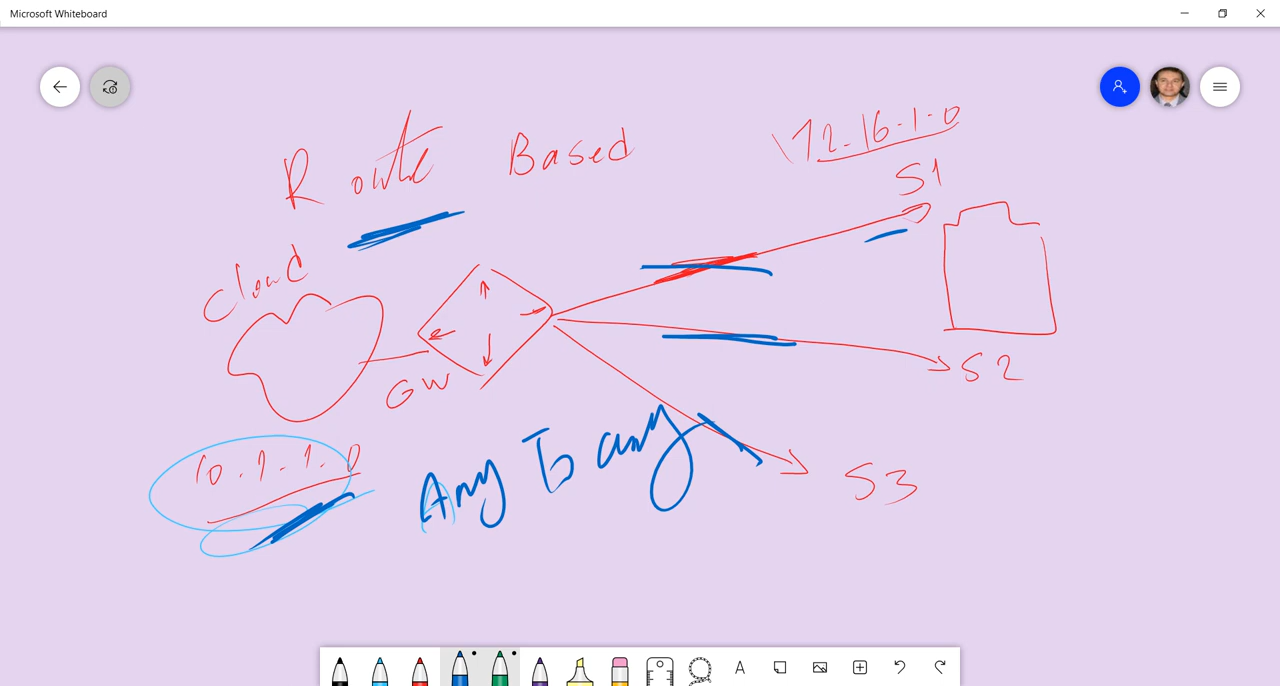 Microsoft Whiteboard
Route Based
172.16.1.0
S1
Cloud
GW
S2
10.1.1.0
Any To any
S3
A